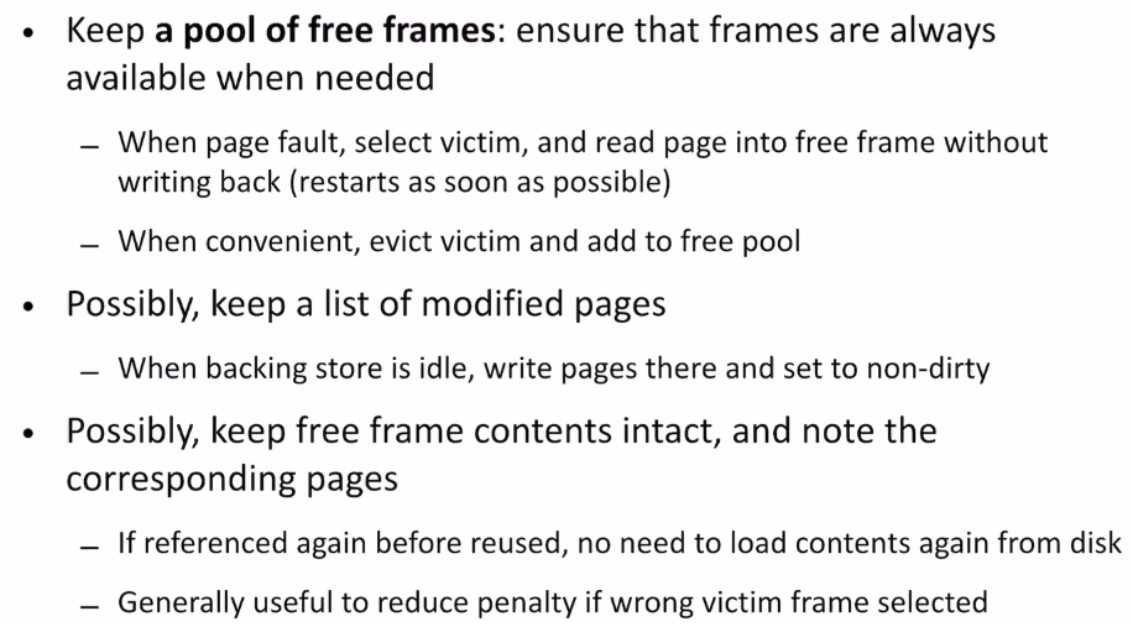 • Keep a pool of free frames: ensure that frames are always
available when needed
– When page fault, select victim, and read page into free frame without
writing back (restarts as soon as possible)
– When convenient, evict victim and add to free pool
• Possibly, keep a list of modified pages
– When backing store is idle, write pages there and set to non-dirty
• Possibly, keep free frame contents intact, and note the
corresponding pages
– If referenced again before reused, no need to load contents again from disk
– Generally useful to reduce penalty if wrong victim frame selected